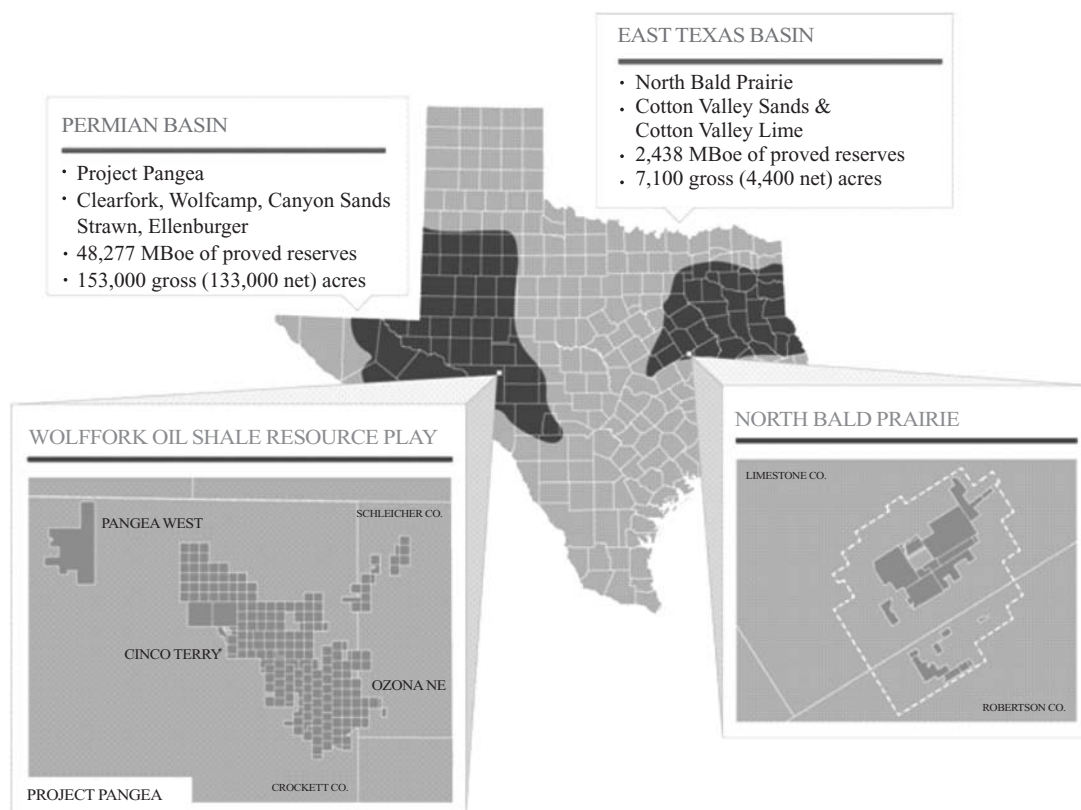 EAST TEXAS BASIN
• North Bald Prairie
• Cotton Valley Sands &
Cotton Valley Lime
• 2,438 MBoe of proved reserves
• 7,100 gross (4,400 net) acres
PERMIAN BASIN
• Project Pangea
• Clearfork, Wolfcamp, Canyon Sands
Strawn, Ellenburger
• 48,277 MBoe of proved reserves
• 153,000 gross (133,000 net) acres
WOLFFORK OIL SHALE RESOURCE PLAY
SCHLEICHER CO.
PANGEA WEST
CINCO TERRY
OZONA NE
CROCKETT CO.
PROJECT PANGEA
NORTH BALD PRAIRIE
LIMESTONE CO.
ROBERTSON CO.